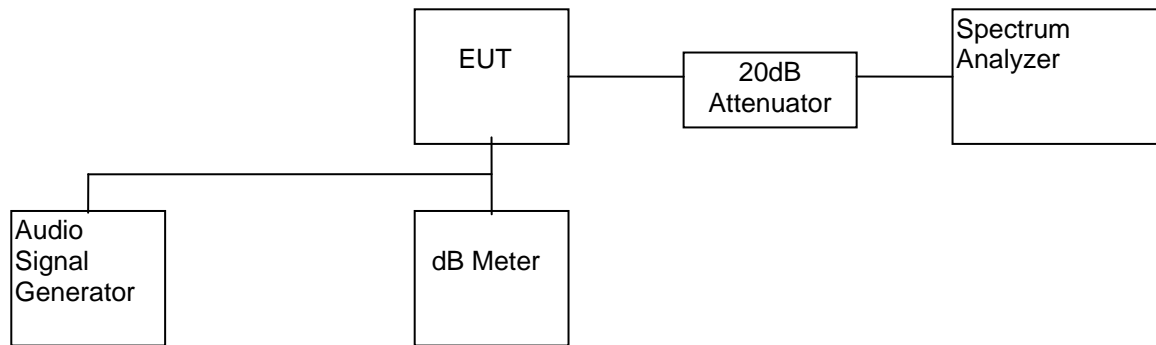 EUT
20dB
Attenuator
Spectrum
Analyzer
Audio
Signal
Generator
dB Meter